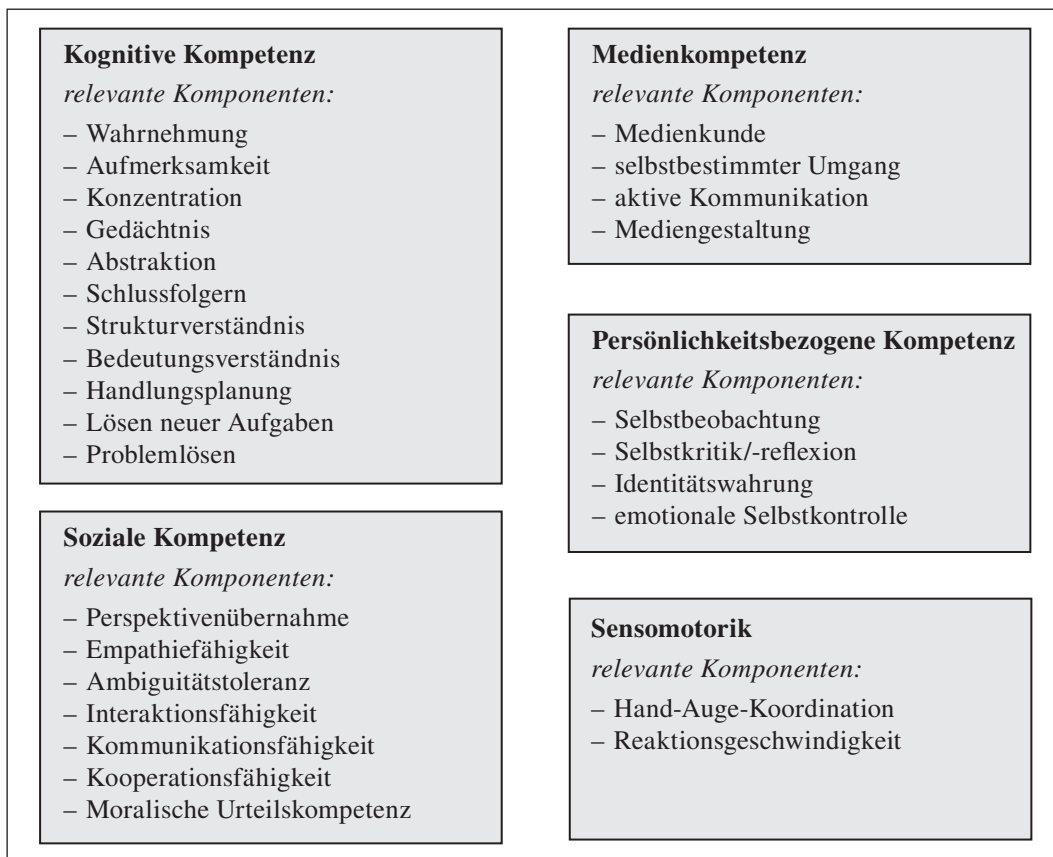 Kognitive Kompetenz
relevante Komponenten:
– Wahrnehmung
– Aufmerksamkeit
– Konzentration
– Gedächtnis
– Abstraktion
– Schlussfolgern
– Strukturverständnis
– Bedeutungsverständnis
– Handlungsplanung
– Lösen neuer Aufgaben
– Problemlösen
Soziale Kompetenz
relevante Komponenten:
– Perspektivenübernahme
– Empathiefähigkeit
– Ambiguitätstoleranz
– Interaktionsfähigkeit
– Kommunikationsfähigkeit
– Kooperationsfähigkeit
– Moralische Urteilskompetenz
Medienkompetenz
relevante Komponenten:
– Medienkunde
– selbstbestimmter Umgang
– aktive Kommunikation
– Mediengestaltung
Persönlichkeitsbezogene Kompetenz
relevante Komponenten:
– Selbstbeobachtung
– Selbstkritik/-reflexion
– Identitätswahrung
– emotionale Selbstkontrolle
Sensomotorik
relevante Komponenten:
– Hand-Auge-Koordination
– Reaktionsgeschwindigkeit